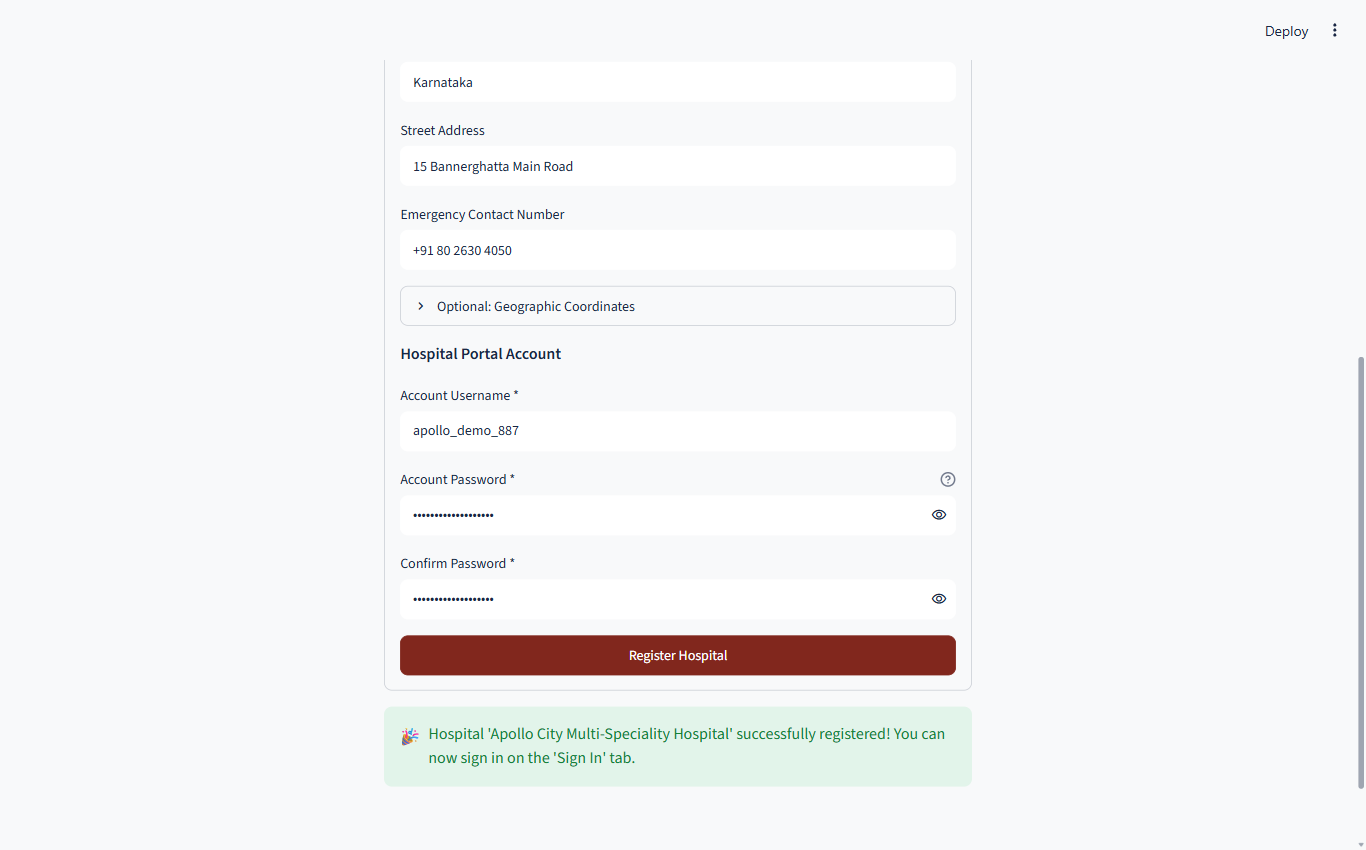 Deploy
Karnataka
Street Address
15 Bannerghatta Main Road
Emergency Contact Number
+91 80 2630 4050
Optional: Geographic Coordinates
Hospital Portal Account
Account Username *
apollo_demo_887
Account Password *
•••••••••••••••••••
Confirm Password *
•••••••••••••••••••
Register Hospital
🎉 Hospital 'Apollo City Multi-Speciality Hospital' successfully registered! You can
now sign in on the 'Sign In' tab.